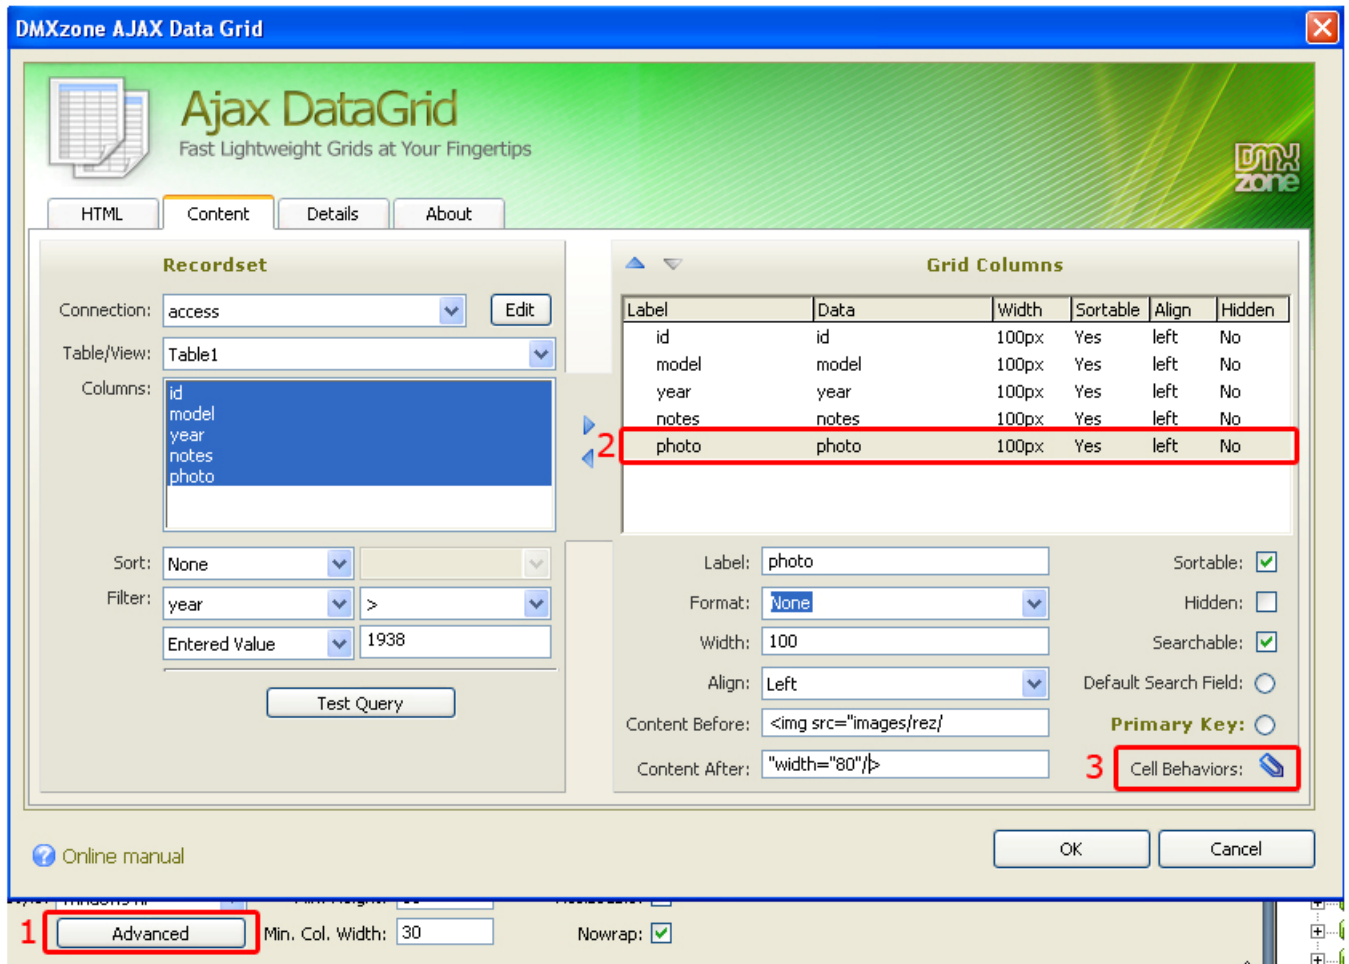 DMXzone AJAX Data Grid
Ajax DataGrid
Fast Lightweight Grids at Your Fingertips
DMX zone
HTML Content Details About
Recordset
Connection: access Edit
Table/View: Table1
Columns: id
model
year
notes
photo
Sort: None
Filter: year >
Entered Value 1938
Test Query
Grid Columns
Label Data Width Sortable Align Hidden
id id 100px Yes left No
model model 100px Yes left No
year year 100px Yes left No
notes notes 100px Yes left No
2 photo photo 100px Yes left No
Label: photo Sortable:
Format: None Hidden:
Width: 100 Searchable:
Align: Left Default Search Field:
Content Before: <img src="images/rez/ Primary Key:
Content After: "width="80"/> 3 Cell Behaviors:
Online manual OK Cancel
1 Advanced Min. Col. Width: 30 Nowrap: